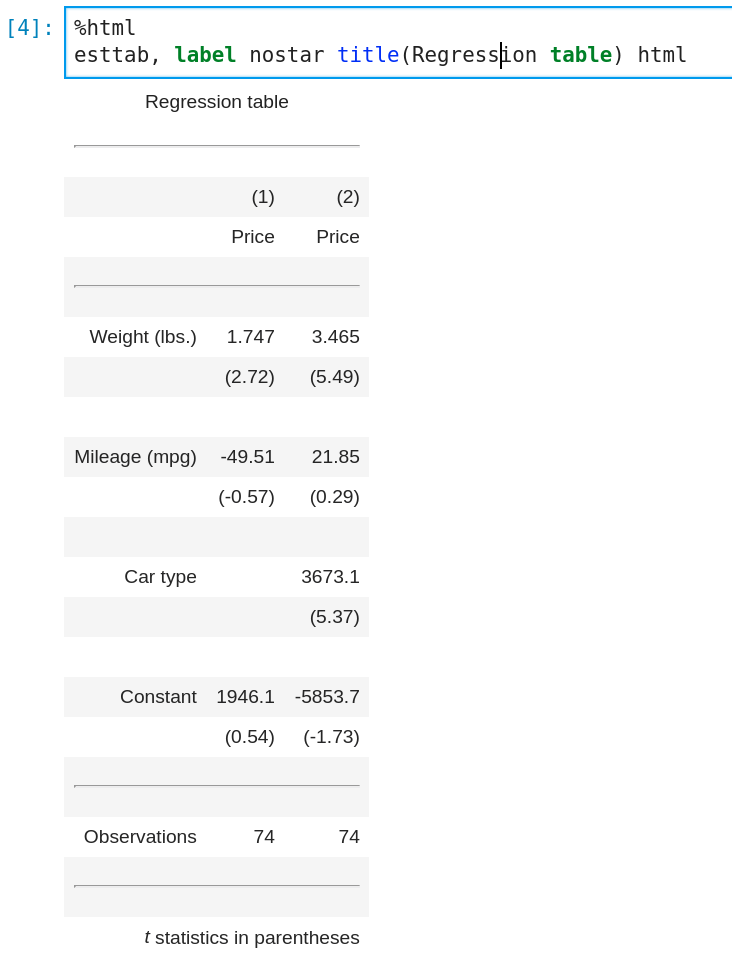 [4]: %html
esttab, label nostar title(Regression table) html
Regression table
(1) (2)
Price Price
Weight (lbs.) 1.747 3.465
(2.72) (5.49)
Mileage (mpg) -49.51 21.85
(-0.57) (0.29)
Car type 3673.1
(5.37)
Constant 1946.1 -5853.7
(0.54) (-1.73)
Observations 74 74
t statistics in parentheses